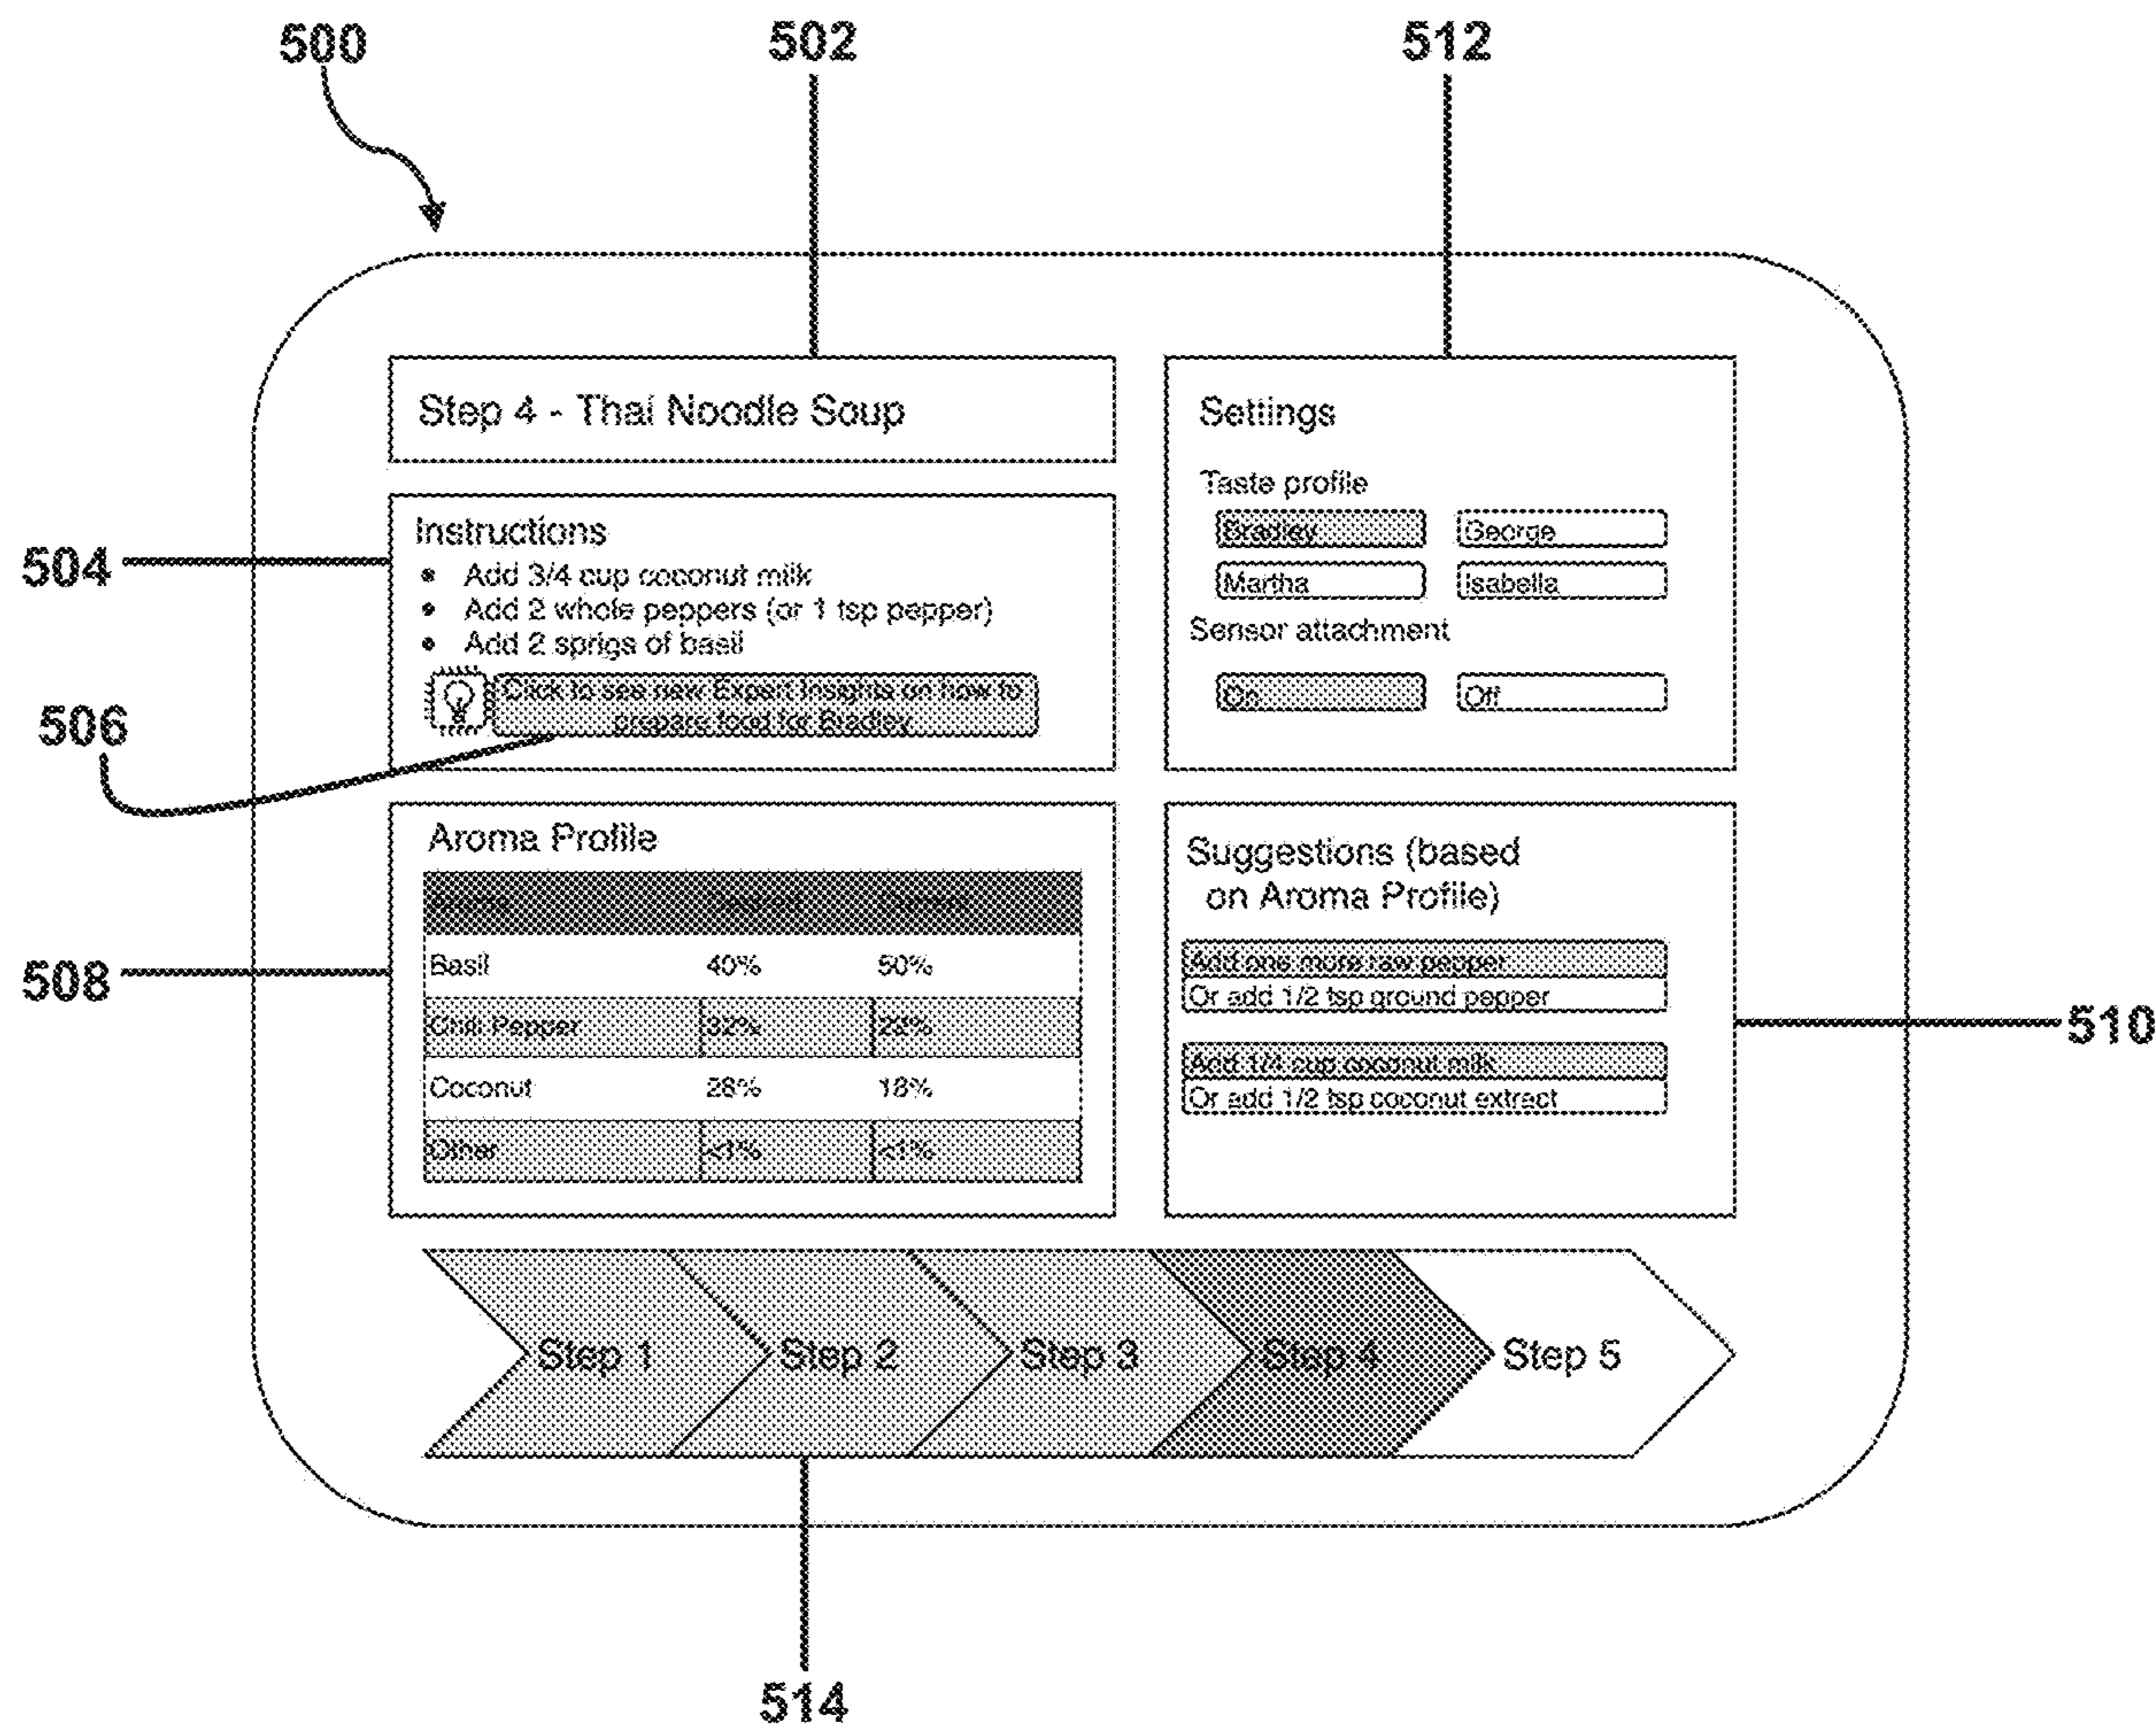 500
502
512
Step 4 - Thai Noodle Soup
504
Instructions
• Add 3/4 cup coconut milk
• Add 2 whole peppers (or 1 tsp pepper)
• Add 2 sprigs of basil
506
Click to see new Expert Insights on how to
prepare food for Bradley
Settings
Taste profile
Bradley George
Martha Isabella
Sensor attachment
On Off
508
Aroma Profile
Aroma Desired Current
Basil 40% 50%
Chili Pepper 32% 22%
Coconut 28% 18%
Other <1% <1%
Suggestions (based
on Aroma Profile)
Add one more raw pepper
Or add 1/2 tsp ground pepper
Add 1/4 cup coconut milk
Or add 1/2 tsp coconut extract
510
Step 1 Step 2 Step 3 Step 4 Step 5
514